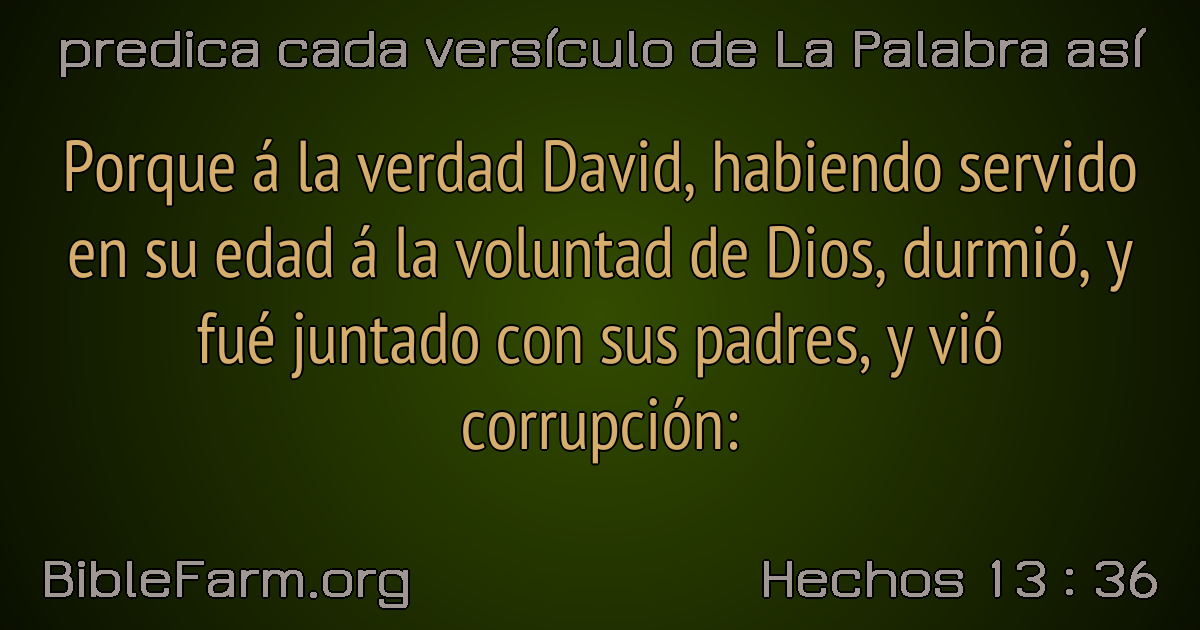 predica cada versículo de La Palabra así
Porque á la verdad David, habiendo servido
en su edad á la voluntad de Dios, durmió, y
fué juntado con sus padres, y vió
corrupción:
BibleFarm.org
Hechos 13 : 36